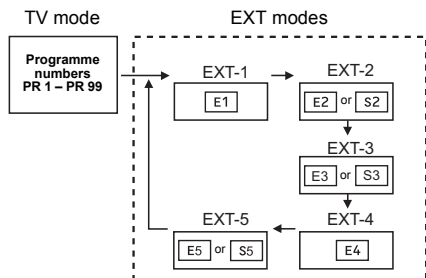 TV mode
EXT modes
Programme
numbers
PR 1 – PR 99
EXT-1
E1
EXT-2
E2 or S2
EXT-3
E3 or S3
EXT-4
E4
EXT-5
E5 or S5